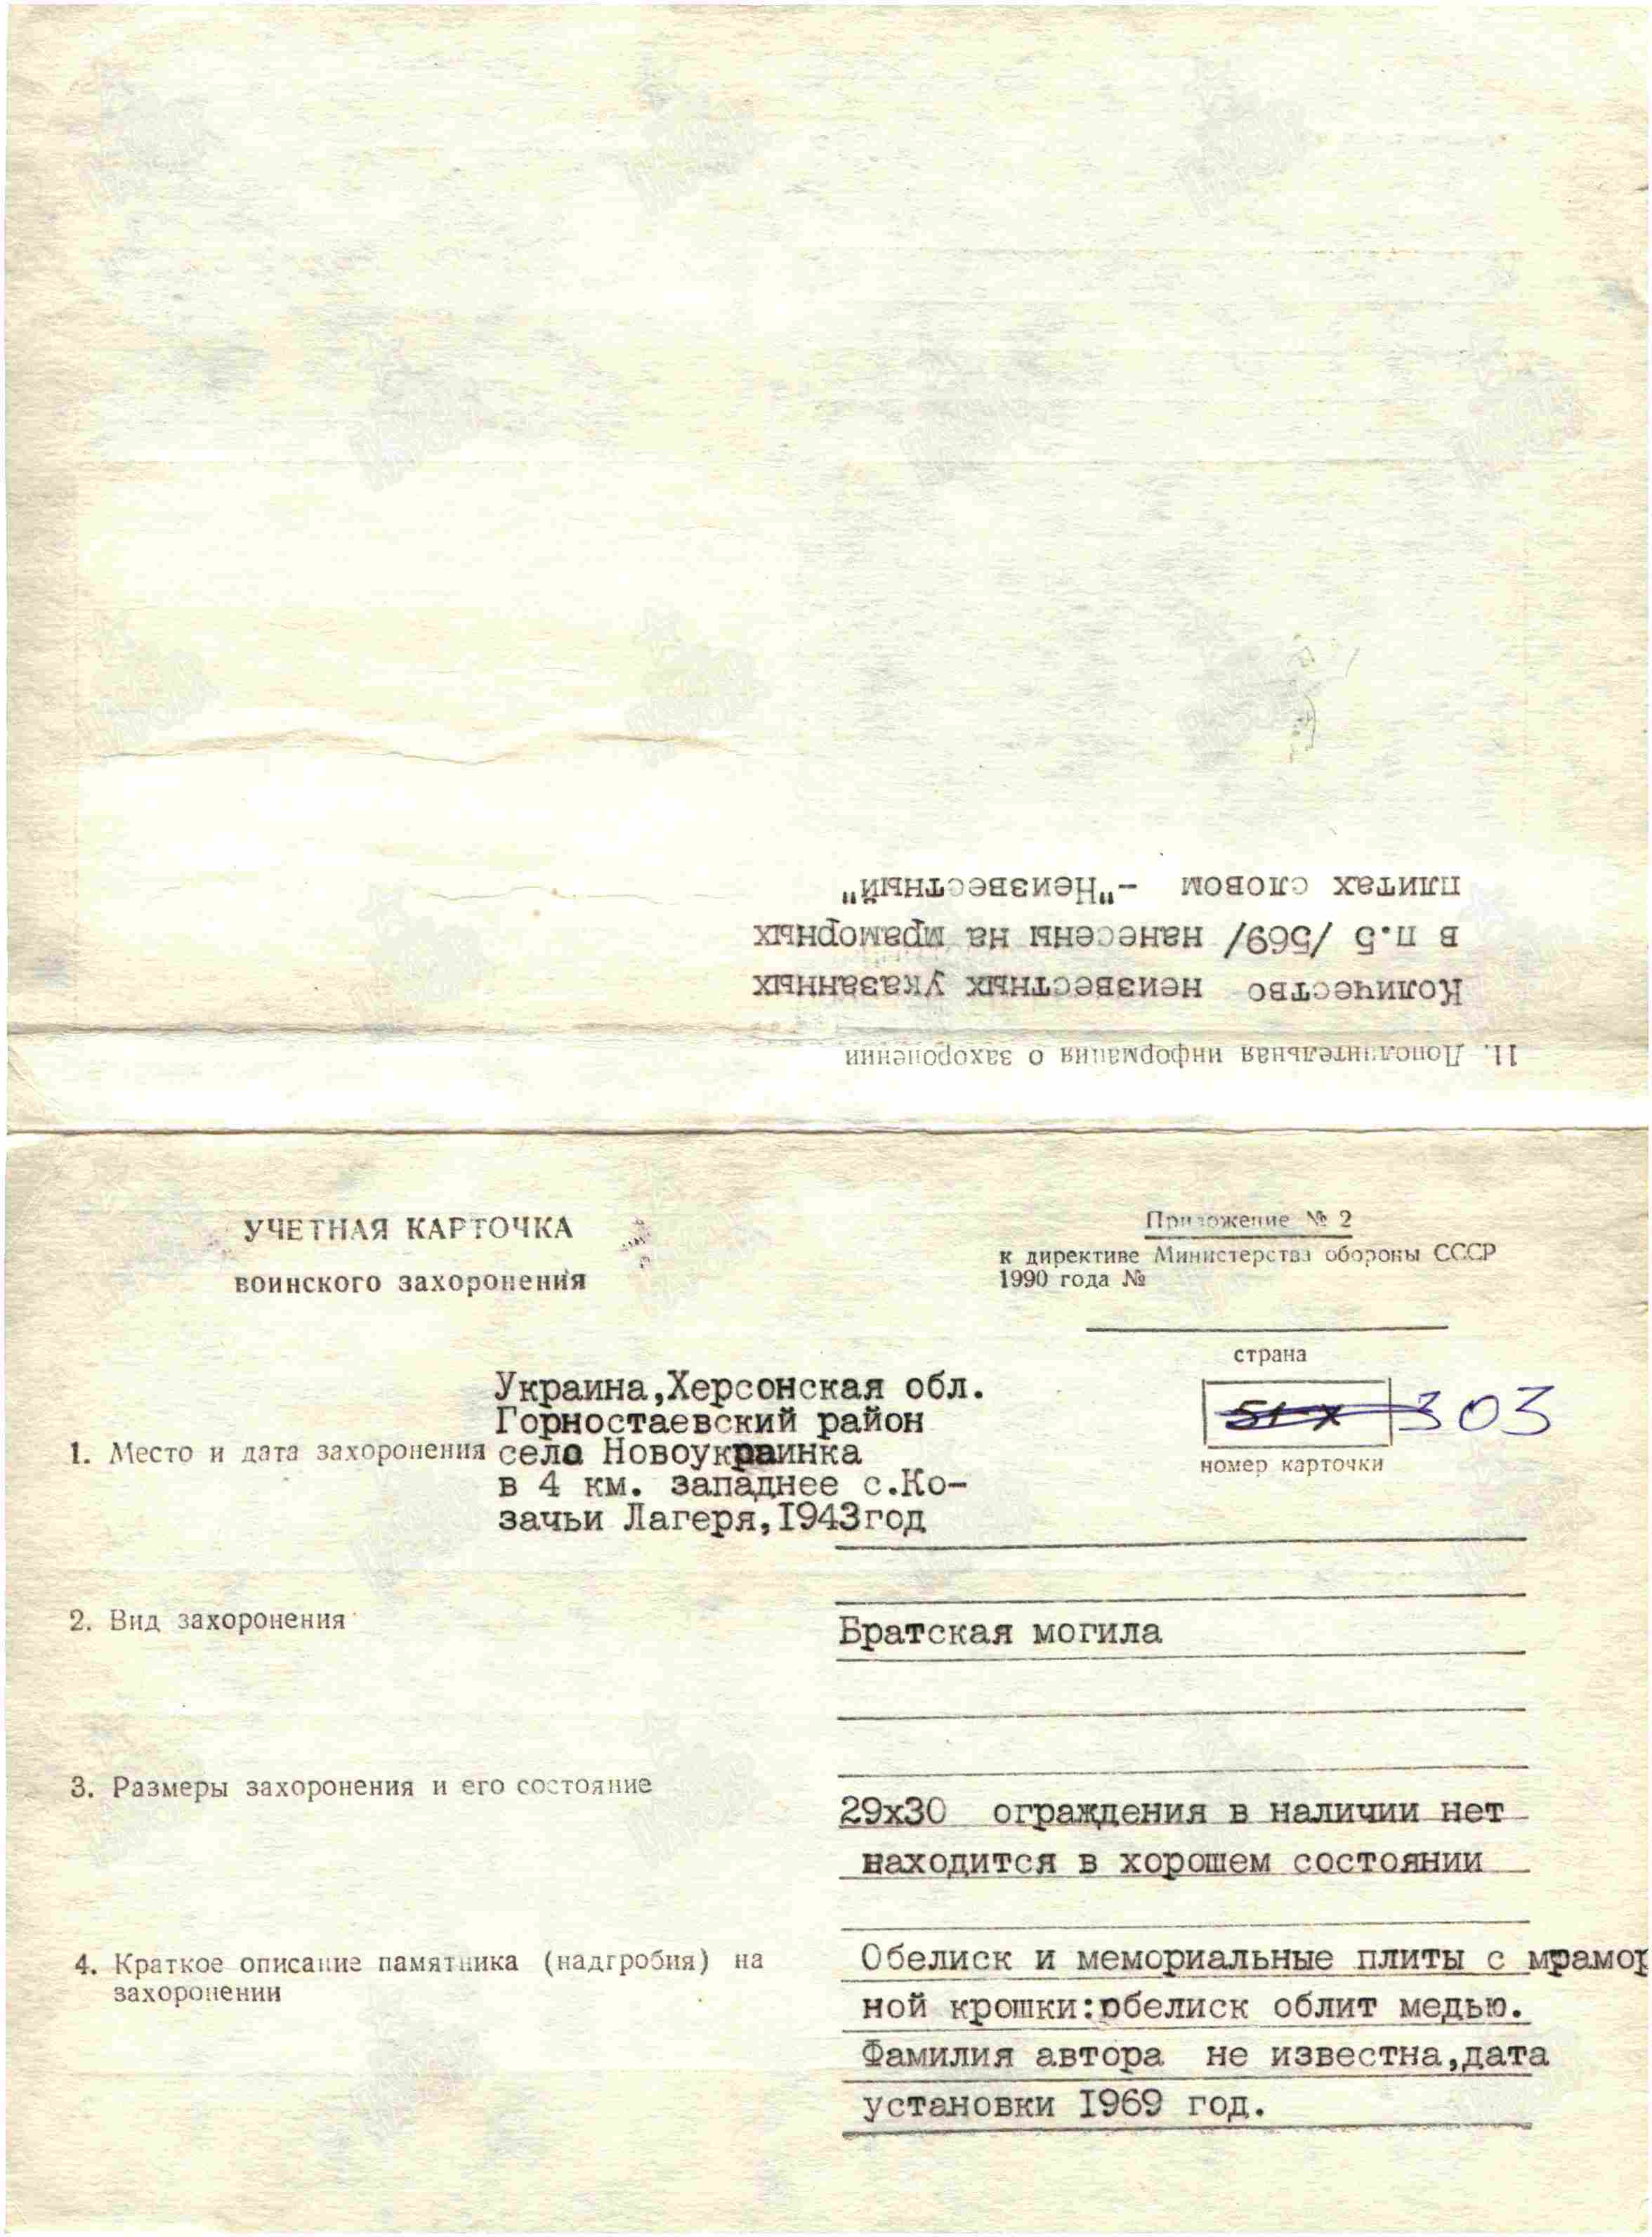 11. Дополнительная информация о захоронении
Количество неизвестных указанных
в п.5 /569/ нанесены на мраморных
плитах словом -"Неизвестный"
УЧЕТНАЯ КАРТОЧКА
воинского захоронения
Приложение № 2
к директиве Министерства обороны СССР
1990 года №
страна
303
номер карточки
1. Место и дата захоронения
Украина,Херсонская обл.
Горностаевский район
село Новоукраинка
в 4 км. западнее с.Ко-
зачьи Лагеря,I943год
2. Вид захоронения
Братская могила
3. Размеры захоронения и его состояние
29х30 ограждения в наличии нет
находится в хорошем состоянии
4. Краткое описание памятника (надгробия) на
захоронении
Обелиск и мемориальные плиты с мрамор
ной крошки:обелиск облит медью.
Фамилия автора не известна,дата
установки I969 год.